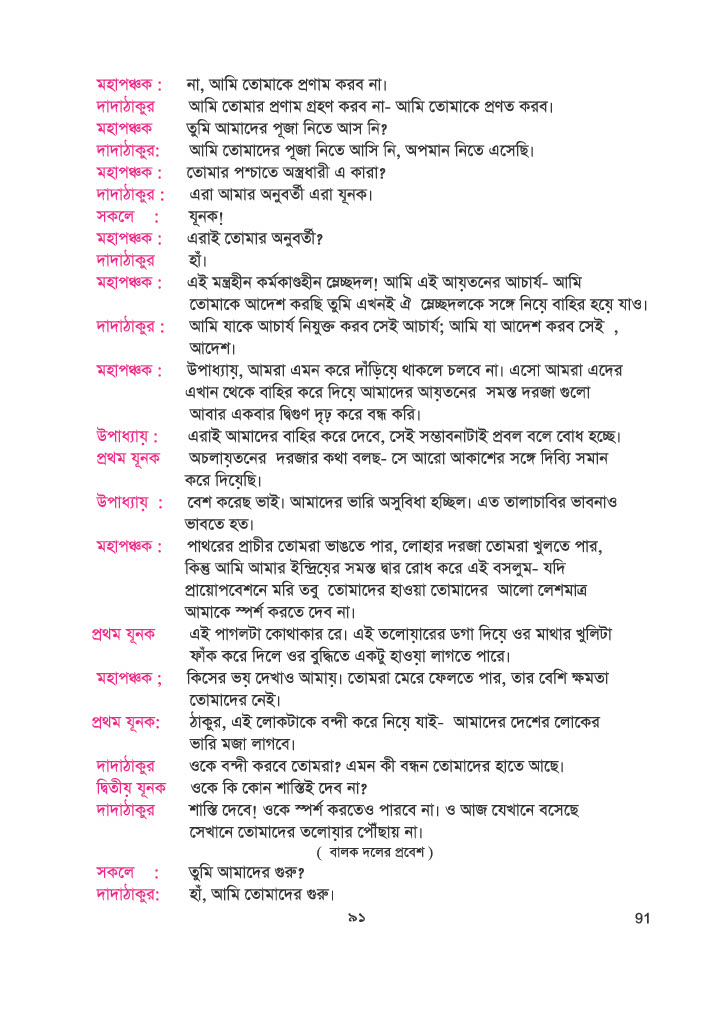 মহাপঞ্চক : না, আমি তোমাকে প্রণাম করব না।
দাদাঠাকুর আমি তোমার প্রণাম গ্রহণ করব না- আমি তোমাকে প্রণত করব।
মহাপঞ্চক তুমি আমাদের পূজা নিতে আস নি?
দাদাঠাকুর: আমি তোমাদের পূজা নিতে আসি নি, অপমান নিতে এসেছি।
মহাপঞ্চক : তোমার পশ্চাতে অস্ত্রধারী এ কারা?
দাদাঠাকুর : এরা আমার অনুবর্তী এরা যূনক।
সকলে : যূনক!
মহাপঞ্চক : এরাই তোমার অনুবর্তী?
দাদাঠাকুর হাঁ।
মহাপঞ্চক : এই মন্ত্রহীন কর্মকাণ্ডহীন ম্লেচ্ছদল! আমি এই আয়তনের আচার্য- আমি
তোমাকে আদেশ করছি তুমি এখনই ঐ ম্লেচ্ছদলকে সঙ্গে নিয়ে বাহির হয়ে যাও।
দাদাঠাকুর : আমি যাকে আচার্য নিযুক্ত করব সেই আচার্য; আমি যা আদেশ করব সেই ,
আদেশ।
মহাপঞ্চক : উপাধ্যায়, আমরা এমন করে দাঁড়িয়ে থাকলে চলবে না। এসো আমরা এদের
এখান থেকে বাহির করে দিয়ে আমাদের আয়তনের সমস্ত দরজা গুলো
আবার একবার দ্বিগুণ দৃঢ় করে বন্ধ করি।
উপাধ্যায় : এরাই আমাদের বাহির করে দেবে, সেই সম্ভাবনাটাই প্রবল বলে বোধ হচ্ছে।
প্রথম যূনক অচলায়তনের দরজার কথা বলছ- সে আরো আকাশের সঙ্গে দিব্যি সমান
করে দিয়েছি।
উপাধ্যায় : বেশ করেছ ভাই। আমাদের ভারি অসুবিধা হচ্ছিল। এত তালাচাবির ভাবনাও
ভাবতে হত।
মহাপঞ্চক : পাথরের প্রাচীর তোমরা ভাঙতে পার, লোহার দরজা তোমরা খুলতে পার,
কিন্তু আমি আমার ইন্দ্রিয়ের সমস্ত দ্বার রোধ করে এই বসলুম- যদি
প্রায়োপবেশনে মরি তবু তোমাদের হাওয়া তোমাদের আলো লেশমাত্র
আমাকে স্পর্শ করতে দেব না।
প্রথম যূনক এই পাগলটা কোথাকার রে। এই তলোয়ারের ডগা দিয়ে ওর মাথার খুলিটা
ফাঁক করে দিলে ওর বুদ্ধিতে একটু হাওয়া লাগতে পারে।
মহাপঞ্চক ; কিসের ভয় দেখাও আমায়। তোমরা মেরে ফেলতে পার, তার বেশি ক্ষমতা
তোমাদের নেই।
প্রথম যূনক: ঠাকুর, এই লোকটাকে বন্দী করে নিয়ে যাই- আমাদের দেশের লোকের
ভারি মজা লাগবে।
দাদাঠাকুর ওকে বন্দী করবে তোমরা? এমন কী বন্ধন তোমাদের হাতে আছে।
দ্বিতীয় যূনক ওকে কি কোন শাস্তিই দেব না?
দাদাঠাকুর শাস্তি দেবে! ওকে স্পর্শ করতেও পারবে না। ও আজ যেখানে বসেছে
সেখানে তোমাদের তলোয়ার পৌঁছায় না।
( বালক দলের প্রবেশ )
সকলে : তুমি আমাদের গুরু?
দাদাঠাকুর: হাঁ, আমি তোমাদের গুরু।
৯১ 91